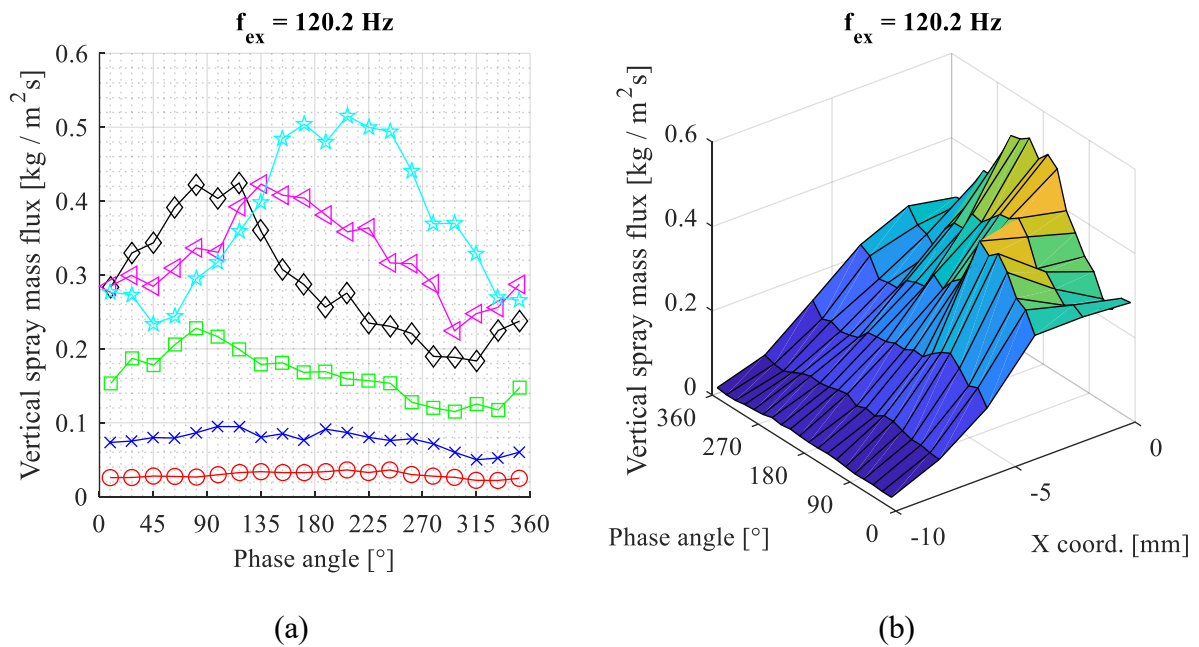 f_ex = 120.2 Hz
Vertical spray mass flux [kg / m^2 s]
0.6
0.5
0.4
0.3
0.2
0.1
0
0 45 90 135 180 225 270 315 360
Phase angle [°]
(a)
f_ex = 120.2 Hz
Vertical spray mass flux [kg / m^2 s]
0.6
0.4
0.2
0
360
270
180
90
0
Phase angle [°]
-10
-5
0
X coord. [mm]
(b)